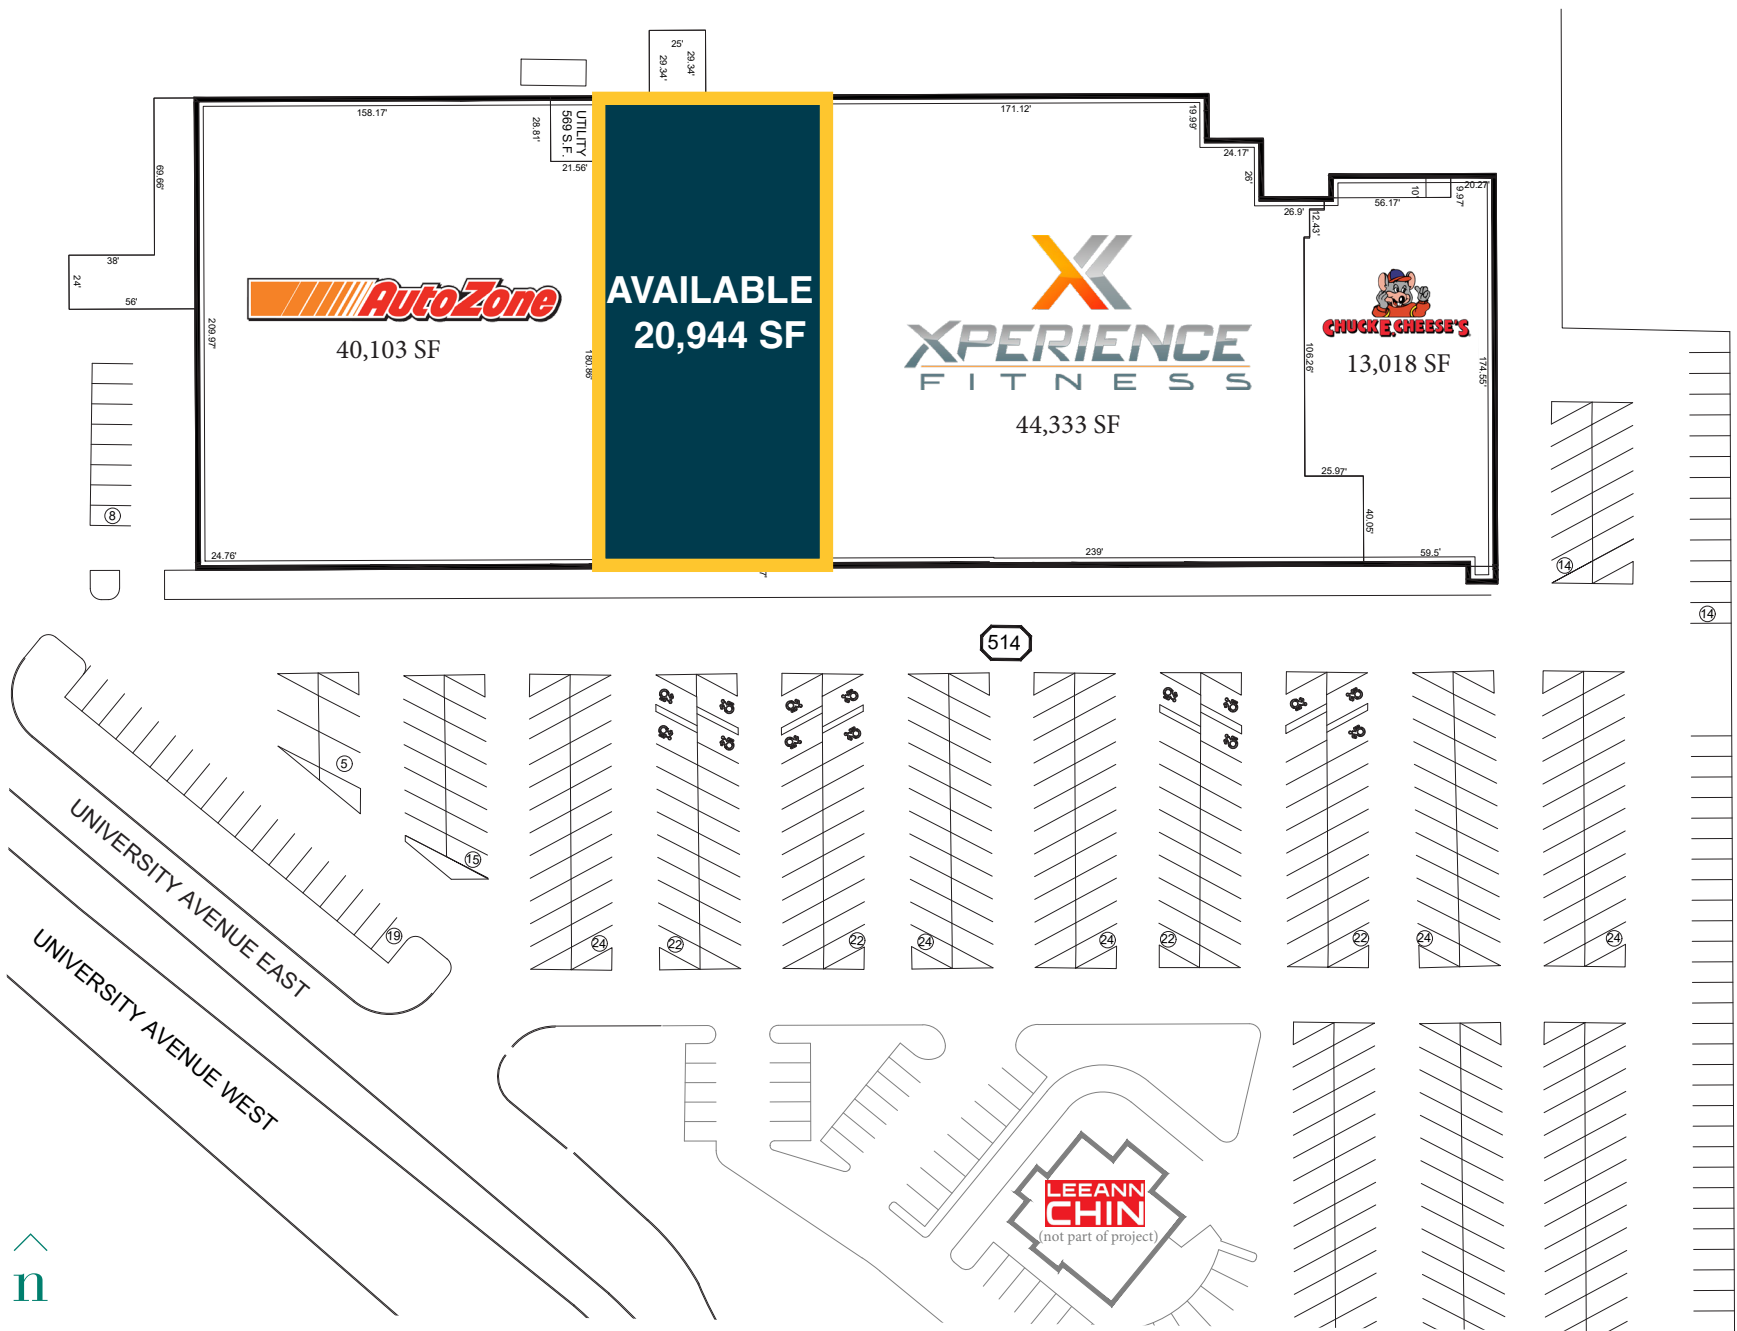 25'
29.34'
29.34'
158.17'
171.12'
28.81'
UTILITY
569 S.F.
21.56'
19.99'
24.17'
26'
26.9'
12.43'
10'
20.27'
9.97'
56.17'
69.66'
38'
24'
56'
209.97'
AutoZone
40,103 SF
180.86'
AVAILABLE
20,944 SF
XPERIENCE
FITNESS
44,333 SF
CHUCK E. CHEESE'S
13,018 SF
106.26'
174.55'
25.97'
40.05'
24.76'
239'
59.5'
7'
8
14
14
514
5
15
19
24
22
22
24
24
22
22
24
24
UNIVERSITY AVENUE EAST
UNIVERSITY AVENUE WEST
LEEANN
CHIN
(not part of project)
n